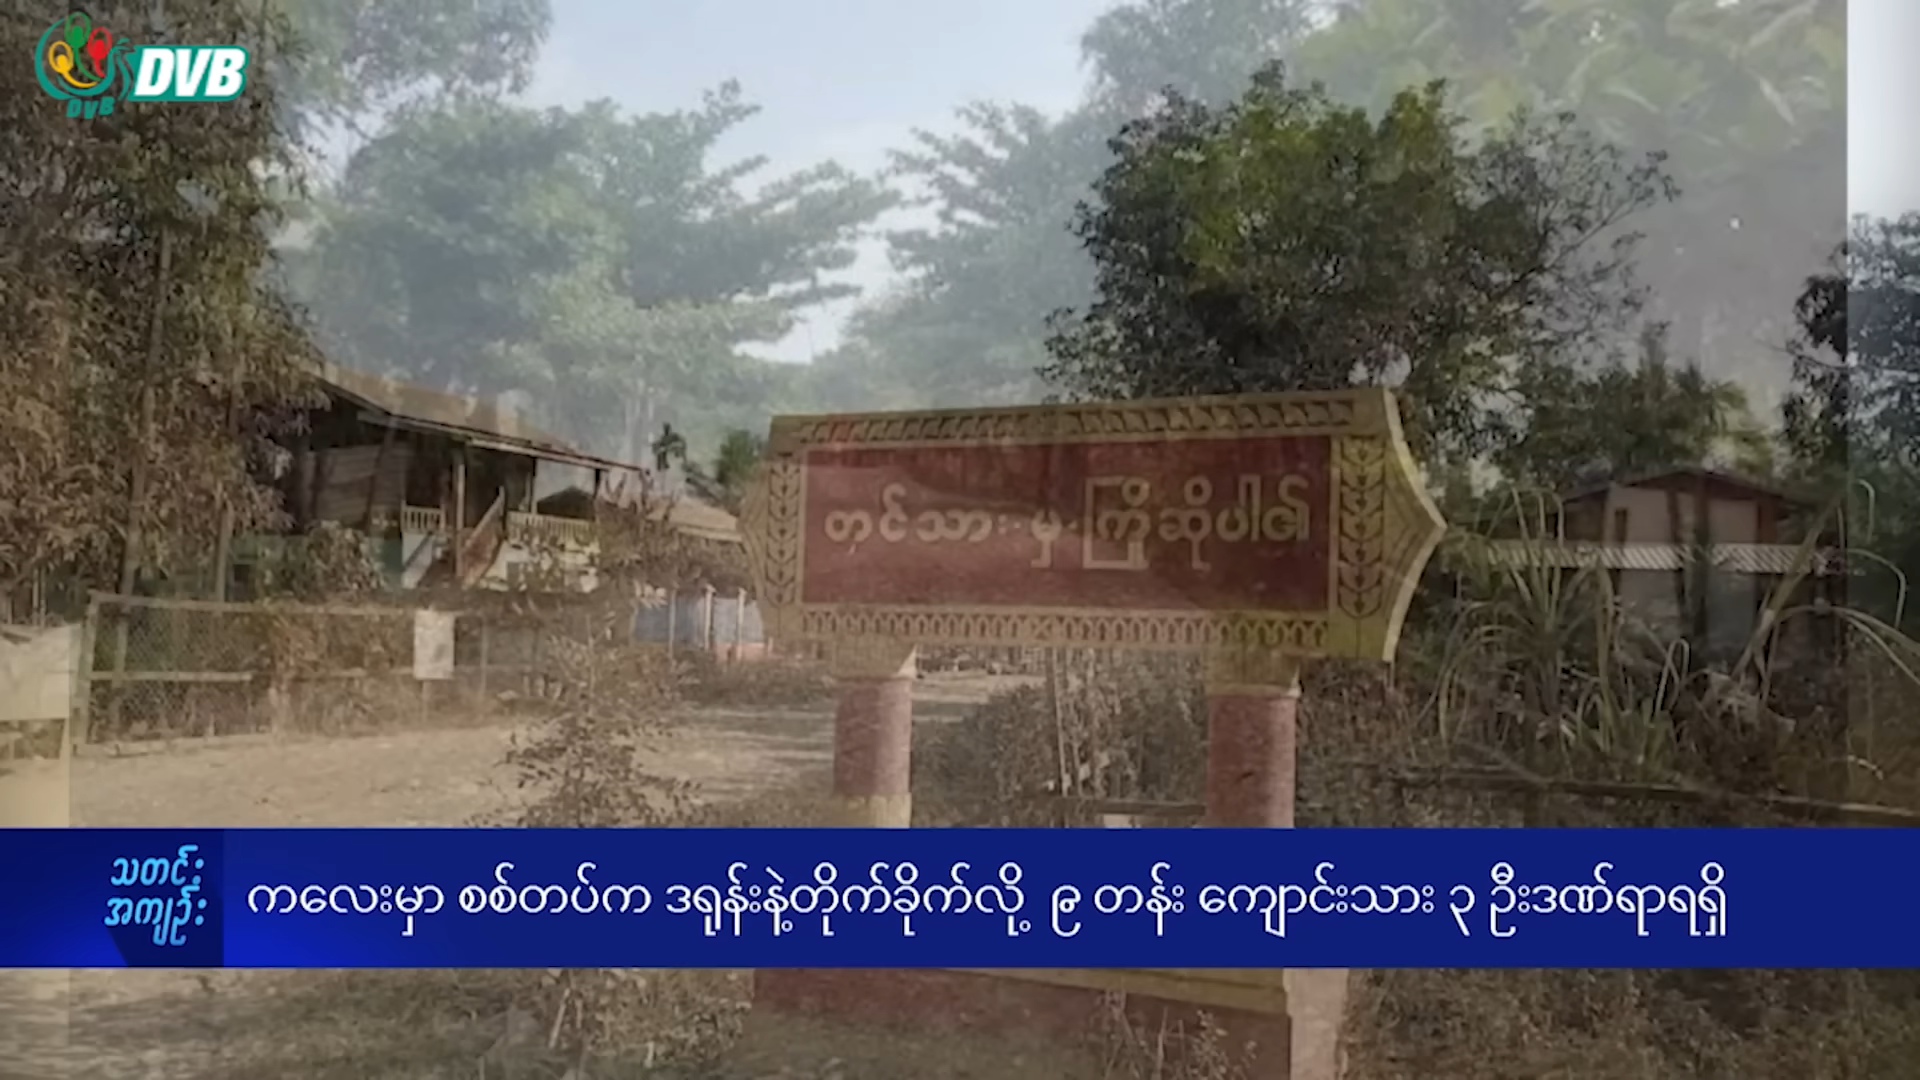 DVB
DVB
တင်သား မှ ကြိုဆိုပါ၏
သတင်း
အကျဉ်း
ကလေးမှာ စစ်တပ်က ဒရုန်းနဲ့တိုက်ခိုက်လို့ ၉ တန်း ကျောင်းသား ၃ ဦးဒဏ်ရာရရှိ